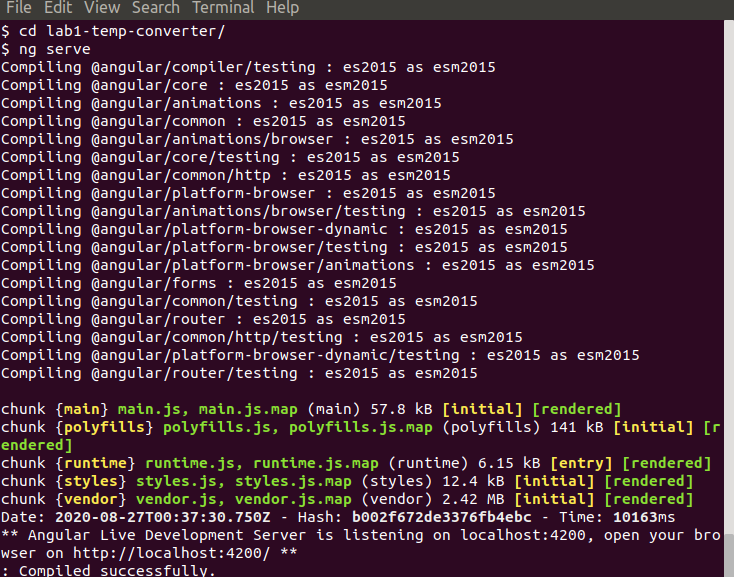 File Edit View Search Terminal Help
$ cd lab1-temp-converter/
$ ng serve
Compiling @angular/compiler/testing : es2015 as esm2015
Compiling @angular/core : es2015 as esm2015
Compiling @angular/animations : es2015 as esm2015
Compiling @angular/common : es2015 as esm2015
Compiling @angular/animations/browser : es2015 as esm2015
Compiling @angular/core/testing : es2015 as esm2015
Compiling @angular/common/http : es2015 as esm2015
Compiling @angular/platform-browser : es2015 as esm2015
Compiling @angular/animations/browser/testing : es2015 as esm2015
Compiling @angular/platform-browser-dynamic : es2015 as esm2015
Compiling @angular/platform-browser/testing : es2015 as esm2015
Compiling @angular/platform-browser/animations : es2015 as esm2015
Compiling @angular/forms : es2015 as esm2015
Compiling @angular/common/testing : es2015 as esm2015
Compiling @angular/router : es2015 as esm2015
Compiling @angular/common/http/testing : es2015 as esm2015
Compiling @angular/platform-browser-dynamic/testing : es2015 as esm2015
Compiling @angular/router/testing : es2015 as esm2015
chunk {main} main.js, main.js.map (main) 57.8 kB [initial] [rendered]
chunk {polyfills} polyfills.js, polyfills.js.map (polyfills) 141 kB [initial] [r
endered]
chunk {runtime} runtime.js, runtime.js.map (runtime) 6.15 kB [entry] [rendered]
chunk {styles} styles.js, styles.js.map (styles) 12.4 kB [initial] [rendered]
chunk {vendor} vendor.js, vendor.js.map (vendor) 2.42 MB [initial] [rendered]
Date: 2020-08-27T00:37:30.750Z - Hash: b002f672de3376fb4ebc - Time: 10163ms
** Angular Live Development Server is listening on localhost:4200, open your bro
wser on http://localhost:4200/ **
: Compiled successfully.